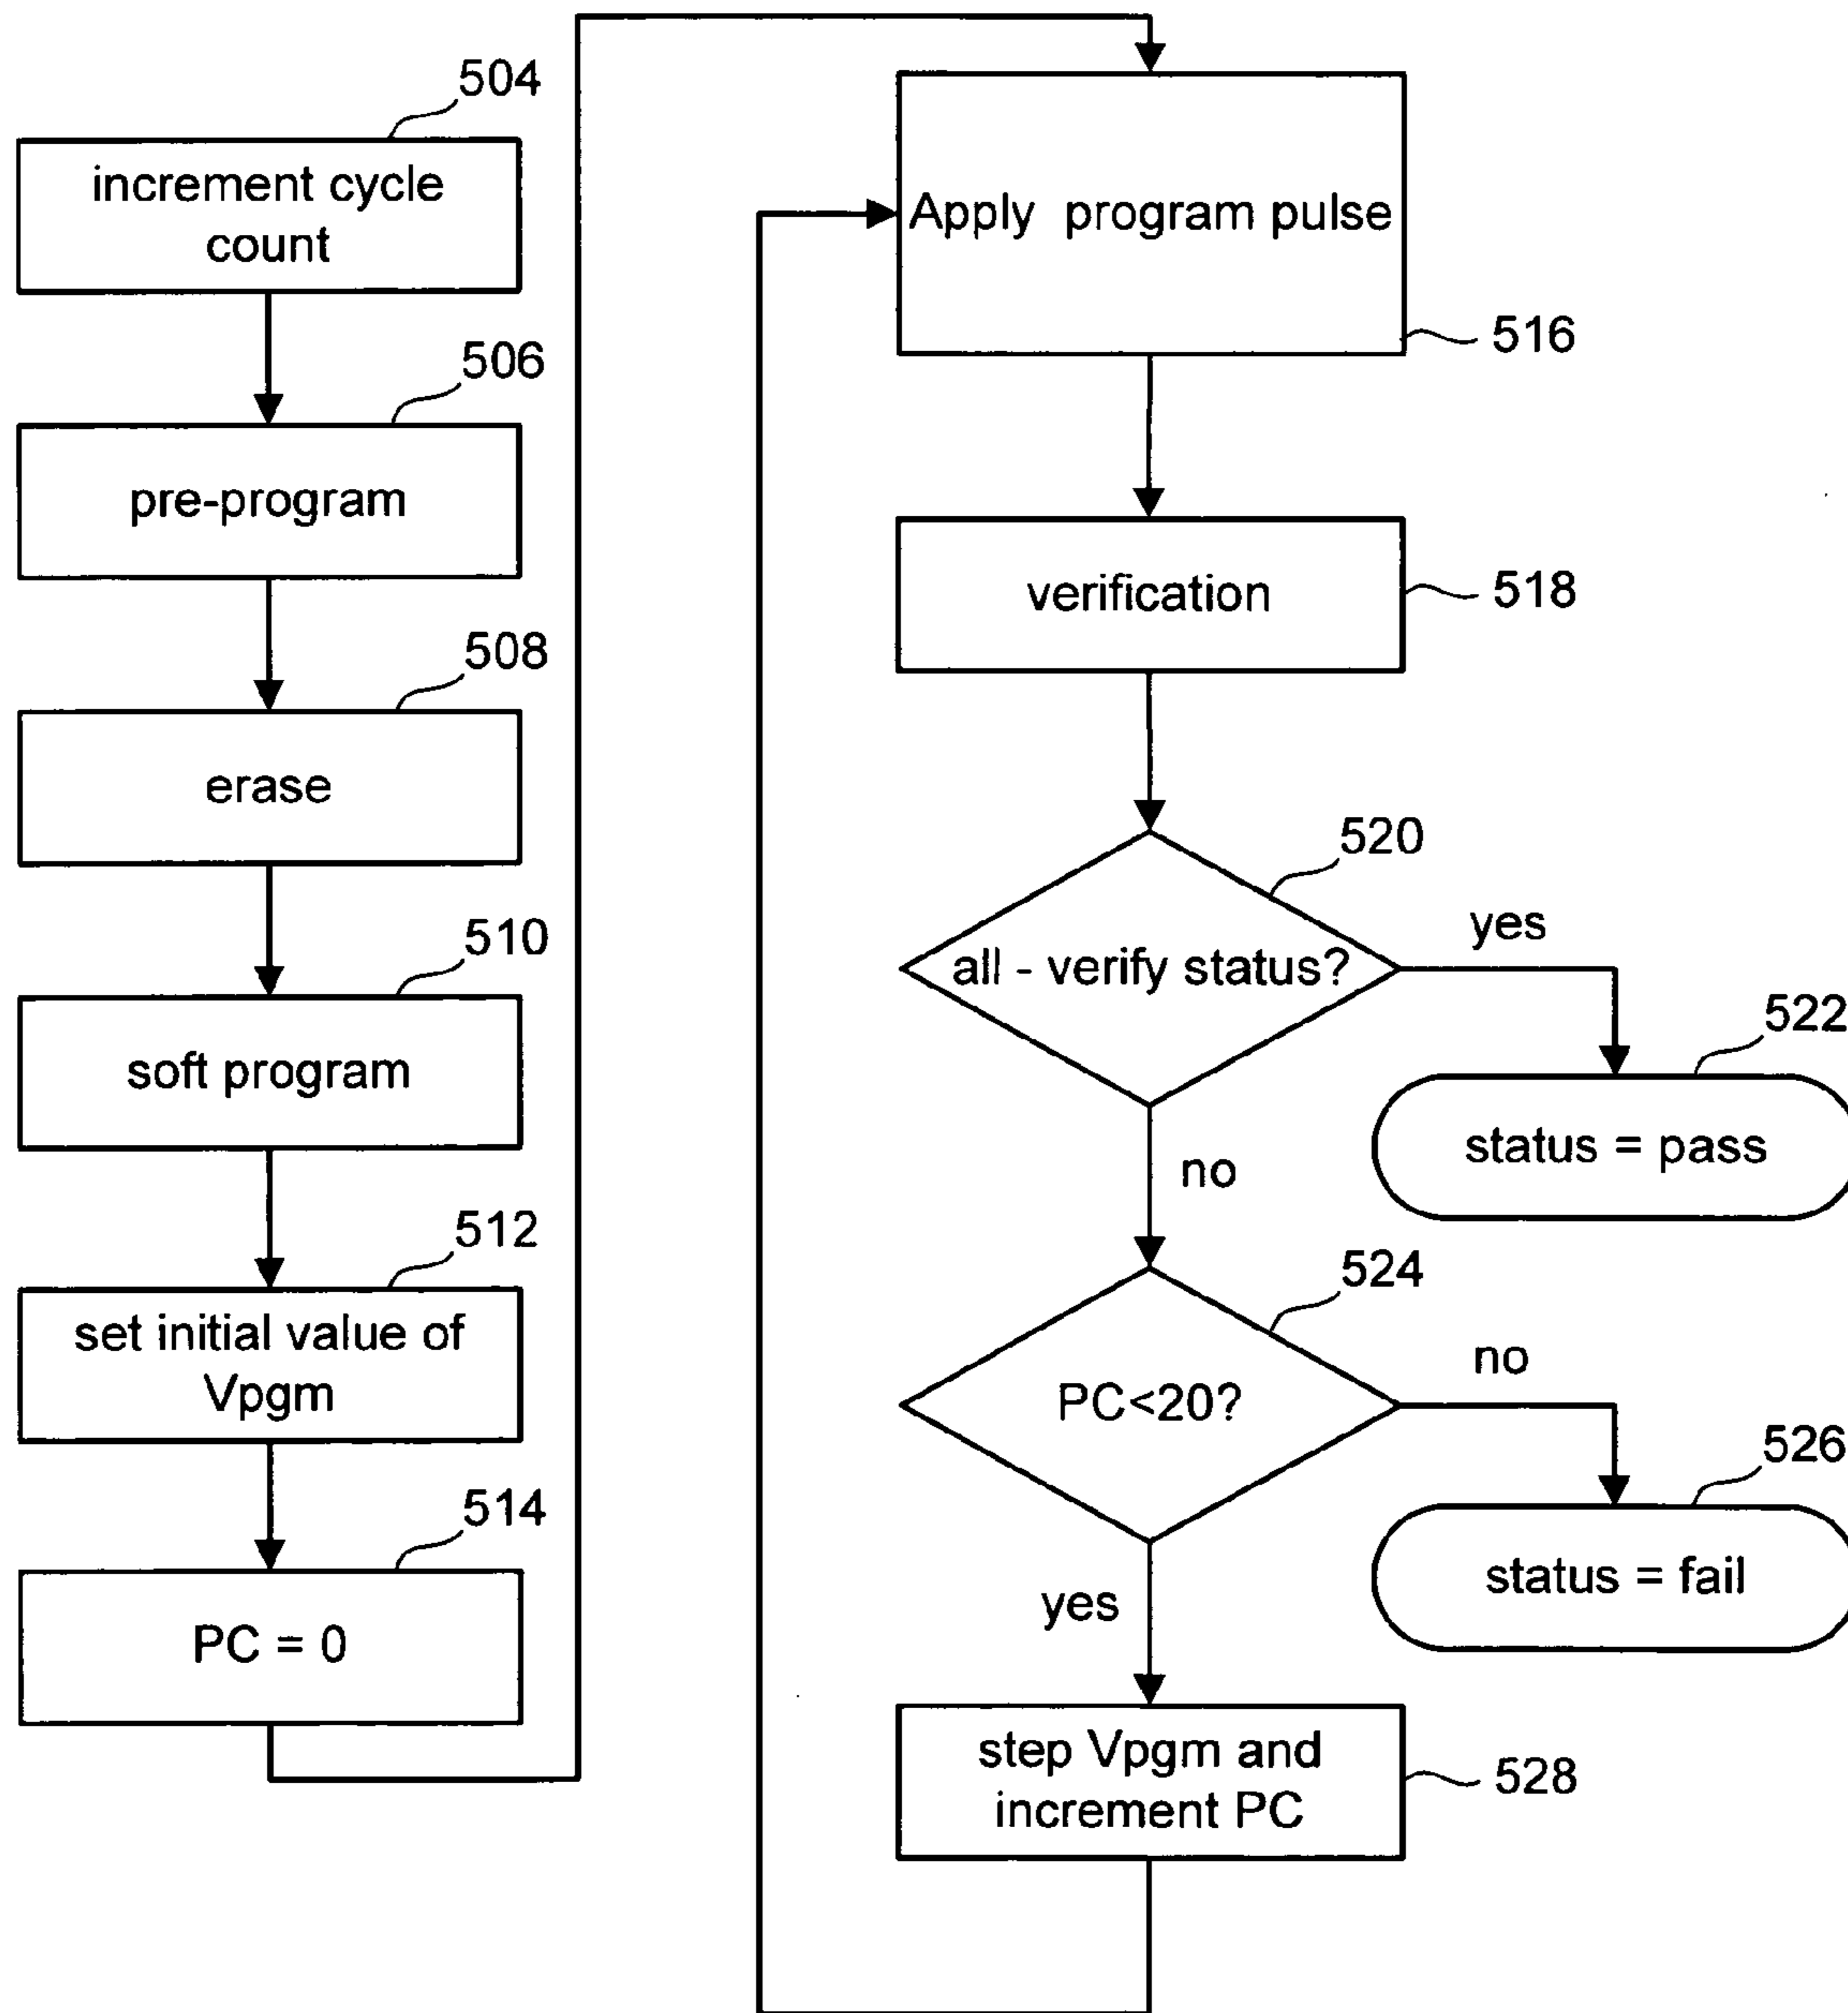 504
increment cycle
count
506
pre-program
508
erase
510
soft program
512
set initial value of
Vpgm
514
PC = 0
Apply program pulse
516
verification
518
520
all - verify status?
yes
522
status = pass
no
524
PC<20?
no
526
status = fail
yes
step Vpgm and
increment PC
528